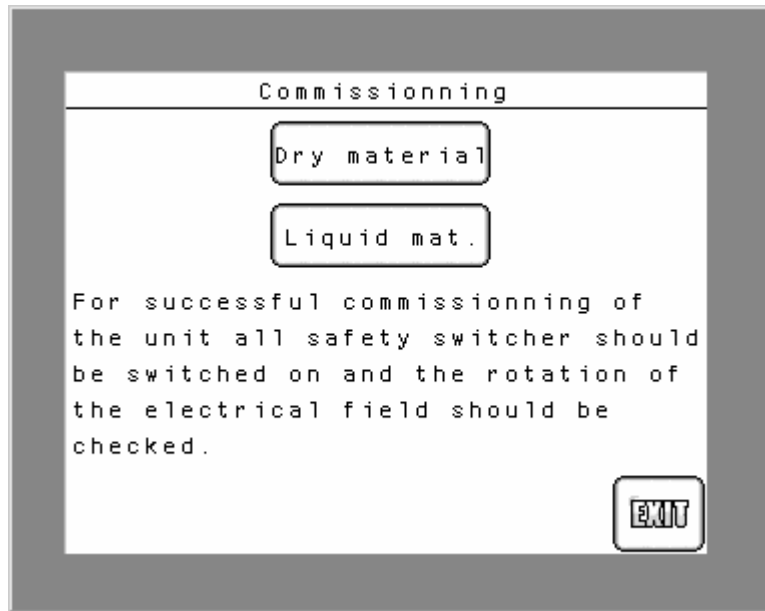 Commissionning
Dry material
Liquid mat.
For successful commissionning of
the unit all safety switcher should
be switched on and the rotation of
the electrical field should be
checked.
EXIT